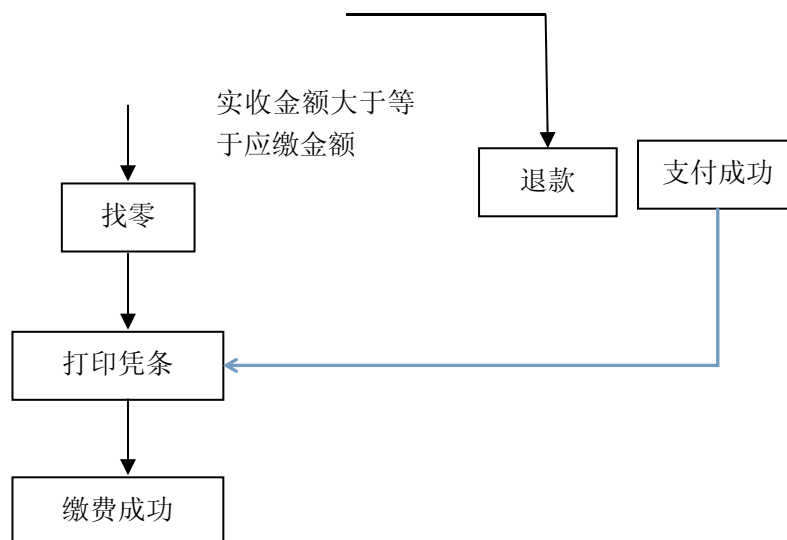 实收金额大于等
于应缴金额
退款
支付成功
找零
打印凭条
缴费成功